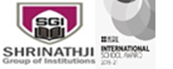 SGI
SHRINATHJI
Group of Institutions
INTERNATIONAL
SCHOOL AWARD